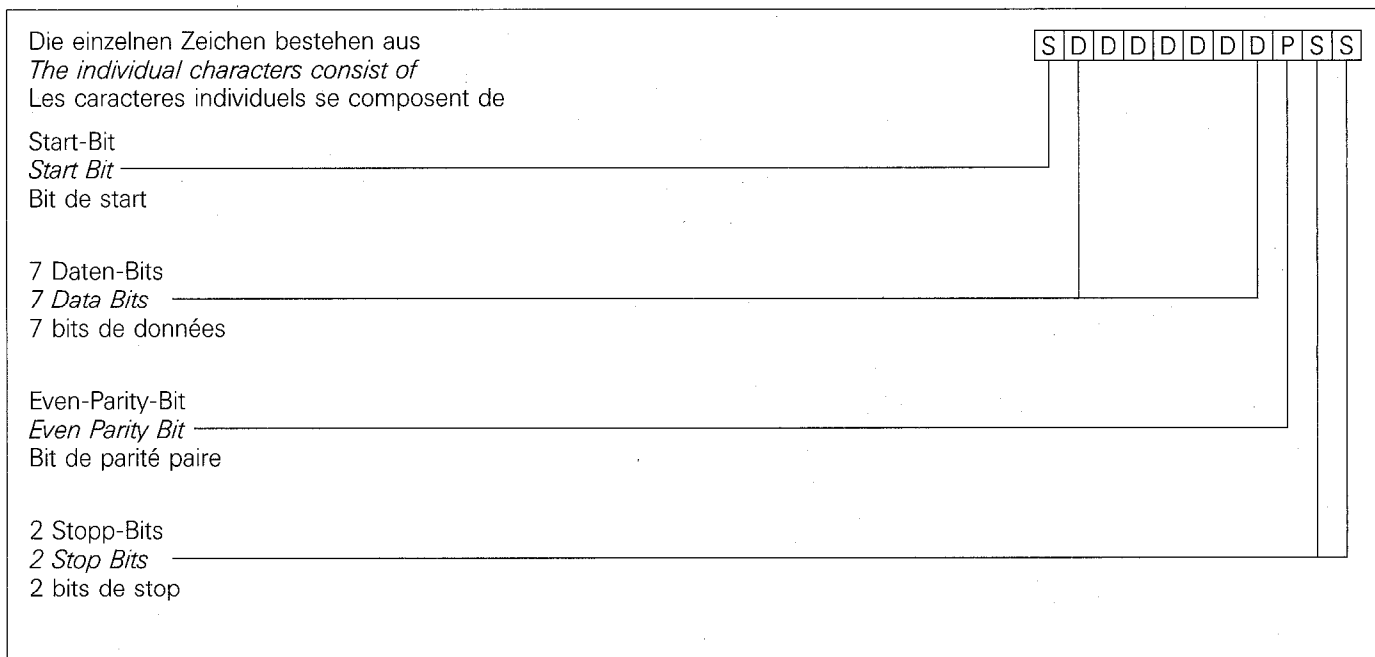 Die einzelnen Zeichen bestehen aus
The individual characters consist of
Les caracteres individuels se composent de
S D D D D D D D P S S
Start-Bit
Start Bit
Bit de start
7 Daten-Bits
7 Data Bits
7 bits de données
Even-Parity-Bit
Even Parity Bit
Bit de parité paire
2 Stopp-Bits
2 Stop Bits
2 bits de stop